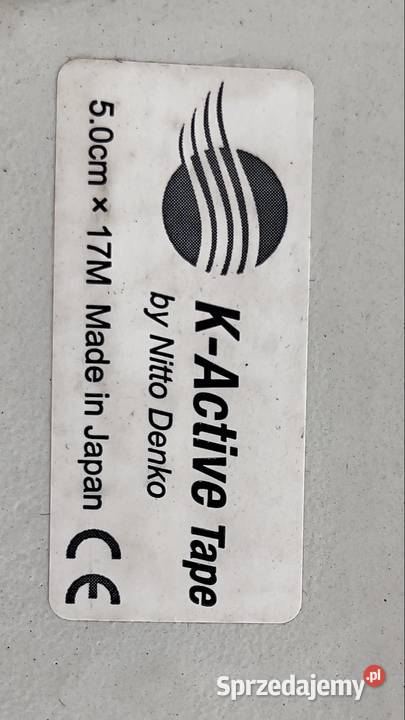 K-Active Tape
by Nitto Denko
5.0cm × 17M Made in Japan CE
Sprzedajemy.pl